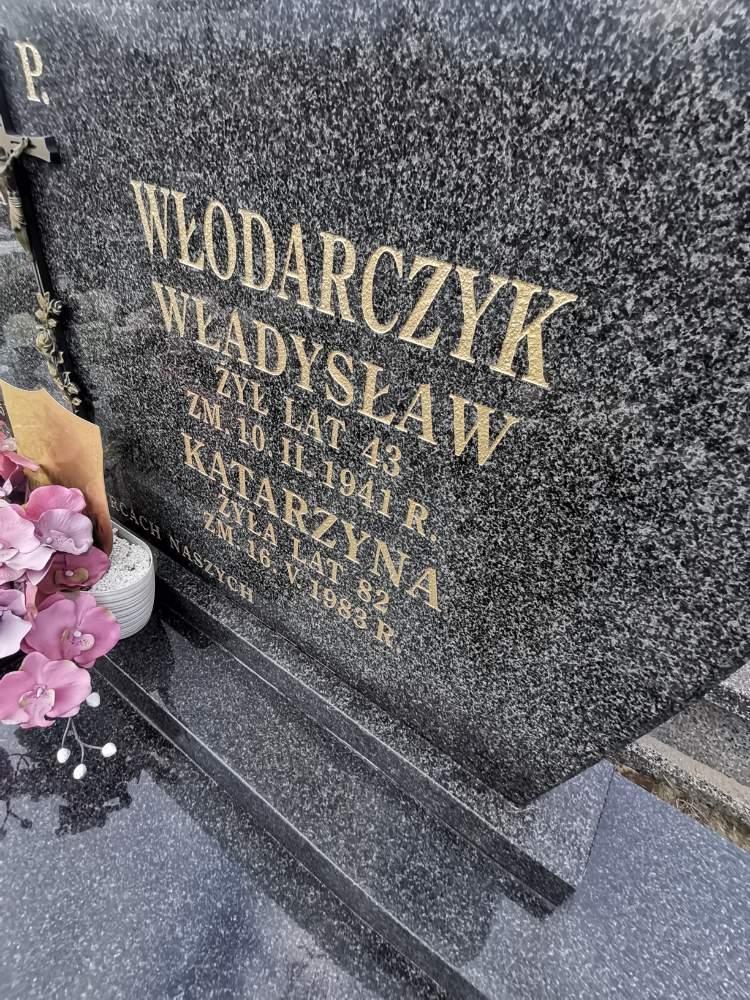 P.
WŁODARCZYK
WŁADYSŁAW
ŻYŁ LAT 43
ZM. 10. II. 1941 R.
KATARZYNA
ŻYŁA LAT 82
ZM. 16. V. 1983 R.
NASZYCH